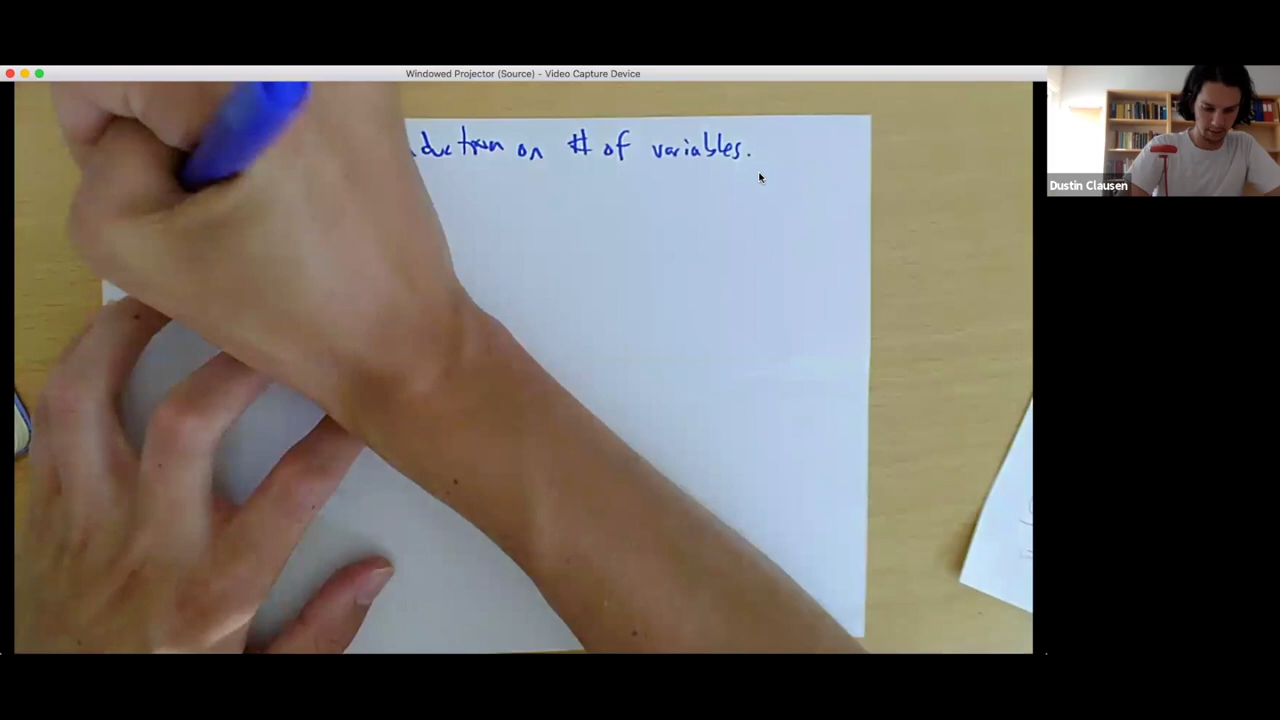 Windowed Projector (Source) - Video Capture Device
duction on # of variables.
Dustin Clausen